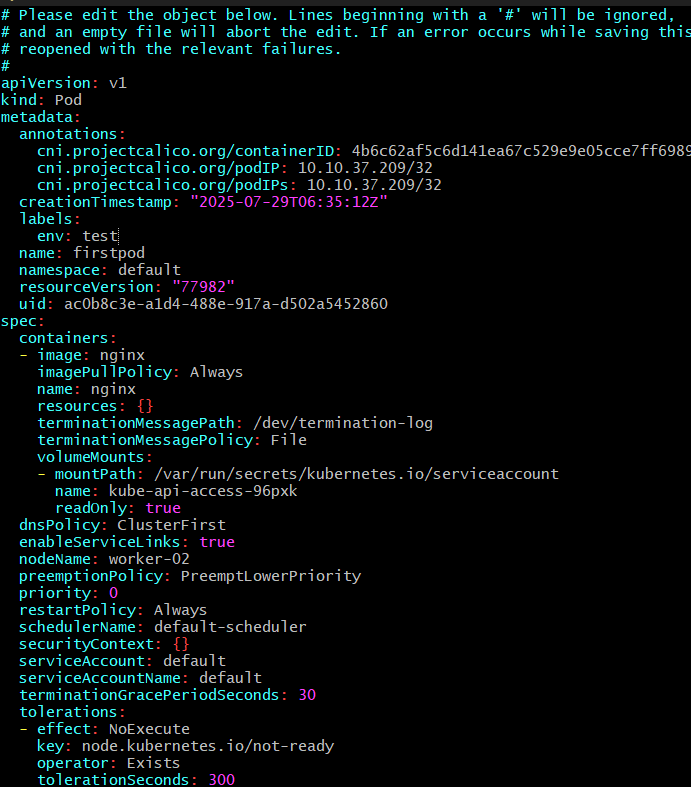 # Please edit the object below. Lines beginning with a '#' will be ignored,
# and an empty file will abort the edit. If an error occurs while saving this
# reopened with the relevant failures.
#
apiVersion: v1
kind: Pod
metadata:
  annotations:
    cni.projectcalico.org/containerID: 4b6c62af5c6d141ea67c529e9e05cce7ff6989
    cni.projectcalico.org/podIP: 10.10.37.209/32
    cni.projectcalico.org/podIPs: 10.10.37.209/32
  creationTimestamp: "2025-07-29T06:35:12Z"
  labels:
    env: test
  name: firstpod
  namespace: default
  resourceVersion: "77982"
  uid: ac0b8c3e-a1d4-488e-917a-d502a5452860
spec:
  containers:
  - image: nginx
    imagePullPolicy: Always
    name: nginx
    resources: {}
    terminationMessagePath: /dev/termination-log
    terminationMessagePolicy: File
    volumeMounts:
    - mountPath: /var/run/secrets/kubernetes.io/serviceaccount
      name: kube-api-access-96pxk
      readOnly: true
  dnsPolicy: ClusterFirst
  enableServiceLinks: true
  nodeName: worker-02
  preemptionPolicy: PreemptLowerPriority
  priority: 0
  restartPolicy: Always
  schedulerName: default-scheduler
  securityContext: {}
  serviceAccount: default
  serviceAccountName: default
  terminationGracePeriodSeconds: 30
  tolerations:
  - effect: NoExecute
    key: node.kubernetes.io/not-ready
    operator: Exists
    tolerationSeconds: 300